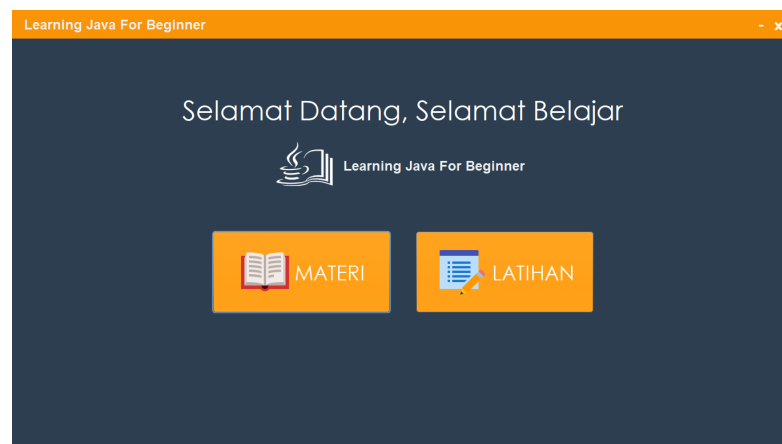 Learning Java For Beginner
- x
Selamat Datang, Selamat Belajar
Learning Java For Beginner
MATERI
LATIHAN